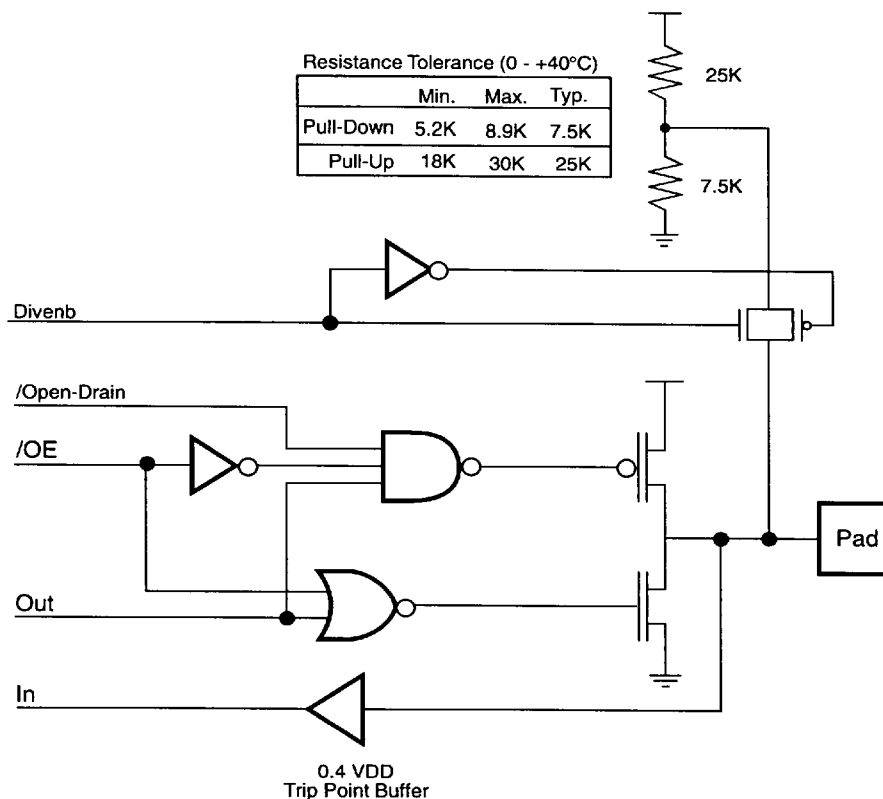 Resistance Tolerance (0 - +40°C)
Min. Max. Typ.
Pull-Down 5.2K 8.9K 7.5K
Pull-Up 18K 30K 25K
25K
7.5K
Divenb
/Open-Drain
/OE
Pad
Out
In
0.4 VDD
Trip Point Buffer